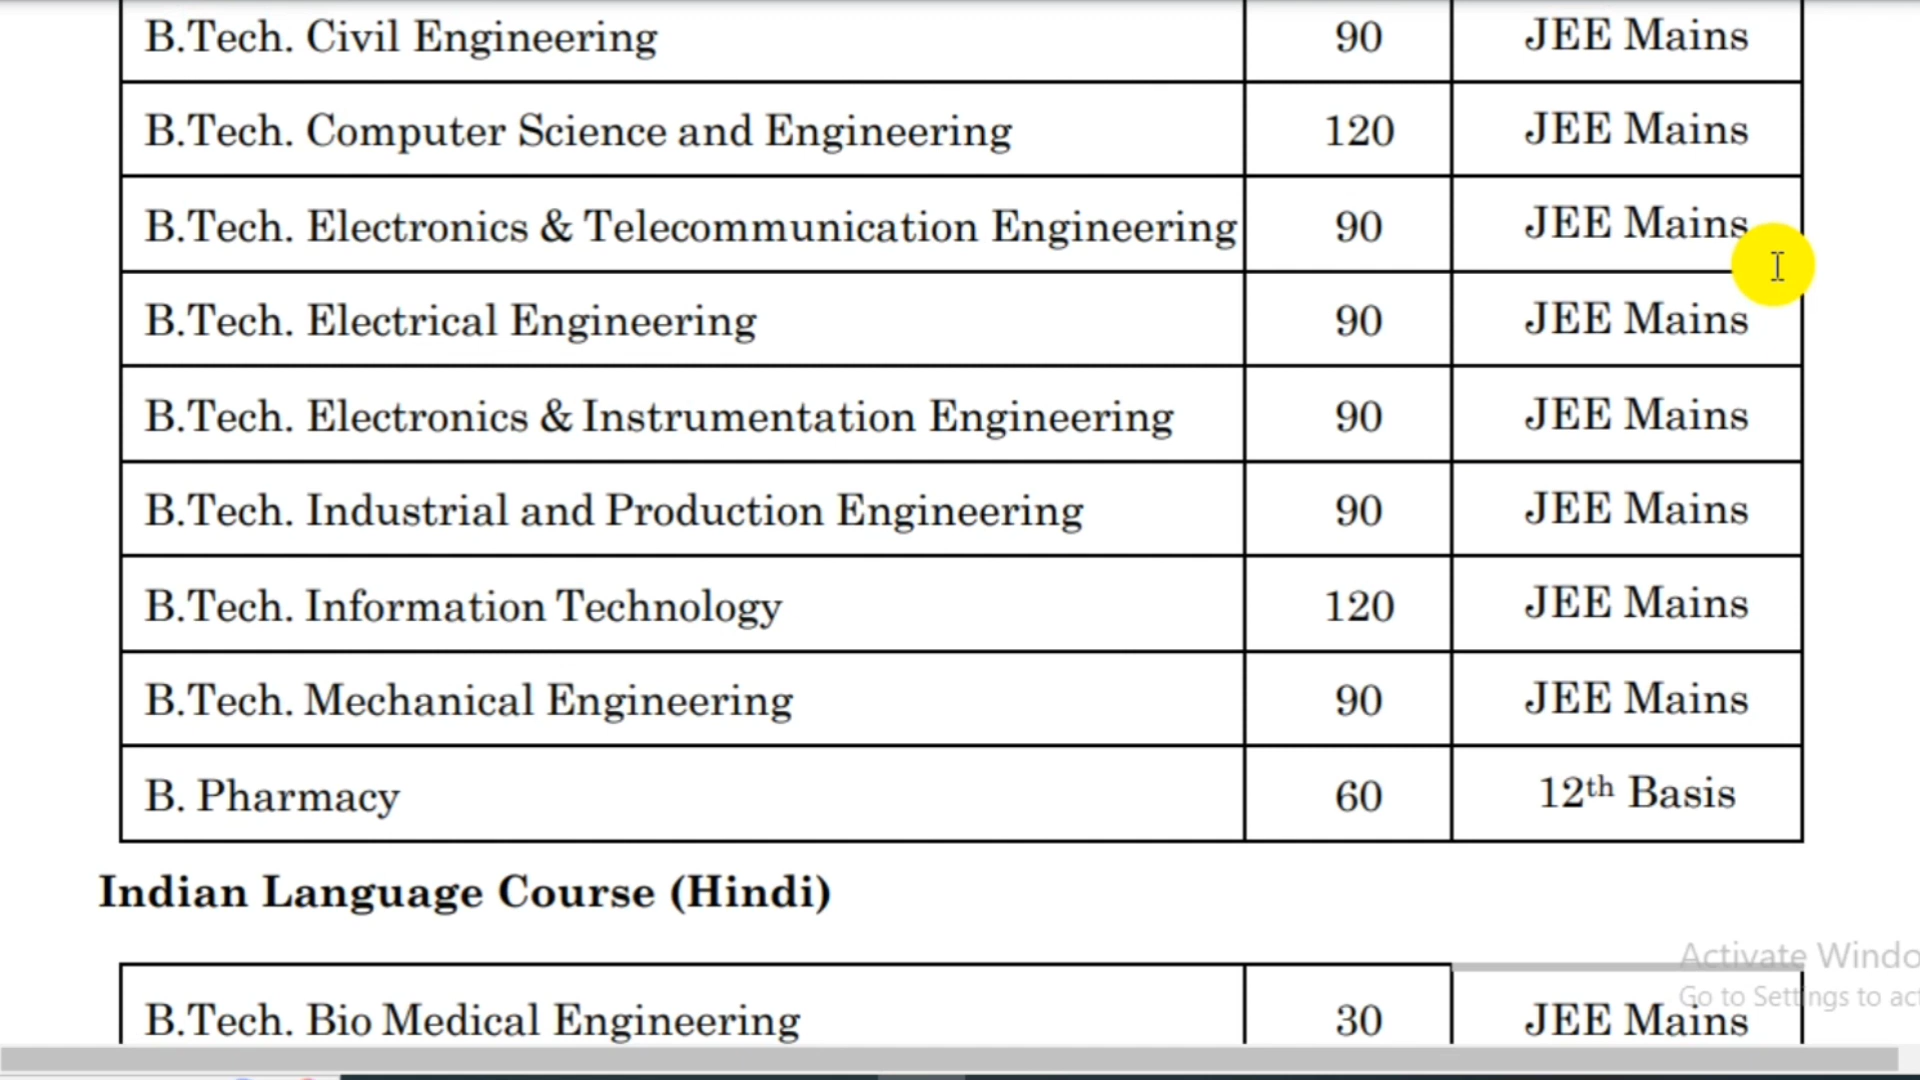 B.Tech. Civil Engineering 90 JEE Mains
B.Tech. Computer Science and Engineering 120 JEE Mains
B.Tech. Electronics & Telecommunication Engineering 90 JEE Mains
B.Tech. Electrical Engineering 90 JEE Mains
B.Tech. Electronics & Instrumentation Engineering 90 JEE Mains
B.Tech. Industrial and Production Engineering 90 JEE Mains
B.Tech. Information Technology 120 JEE Mains
B.Tech. Mechanical Engineering 90 JEE Mains
B. Pharmacy 60 12th Basis
Indian Language Course (Hindi)
Activate Windo
Go to Settings to act
B.Tech. Bio Medical Engineering 30 JEE Mains